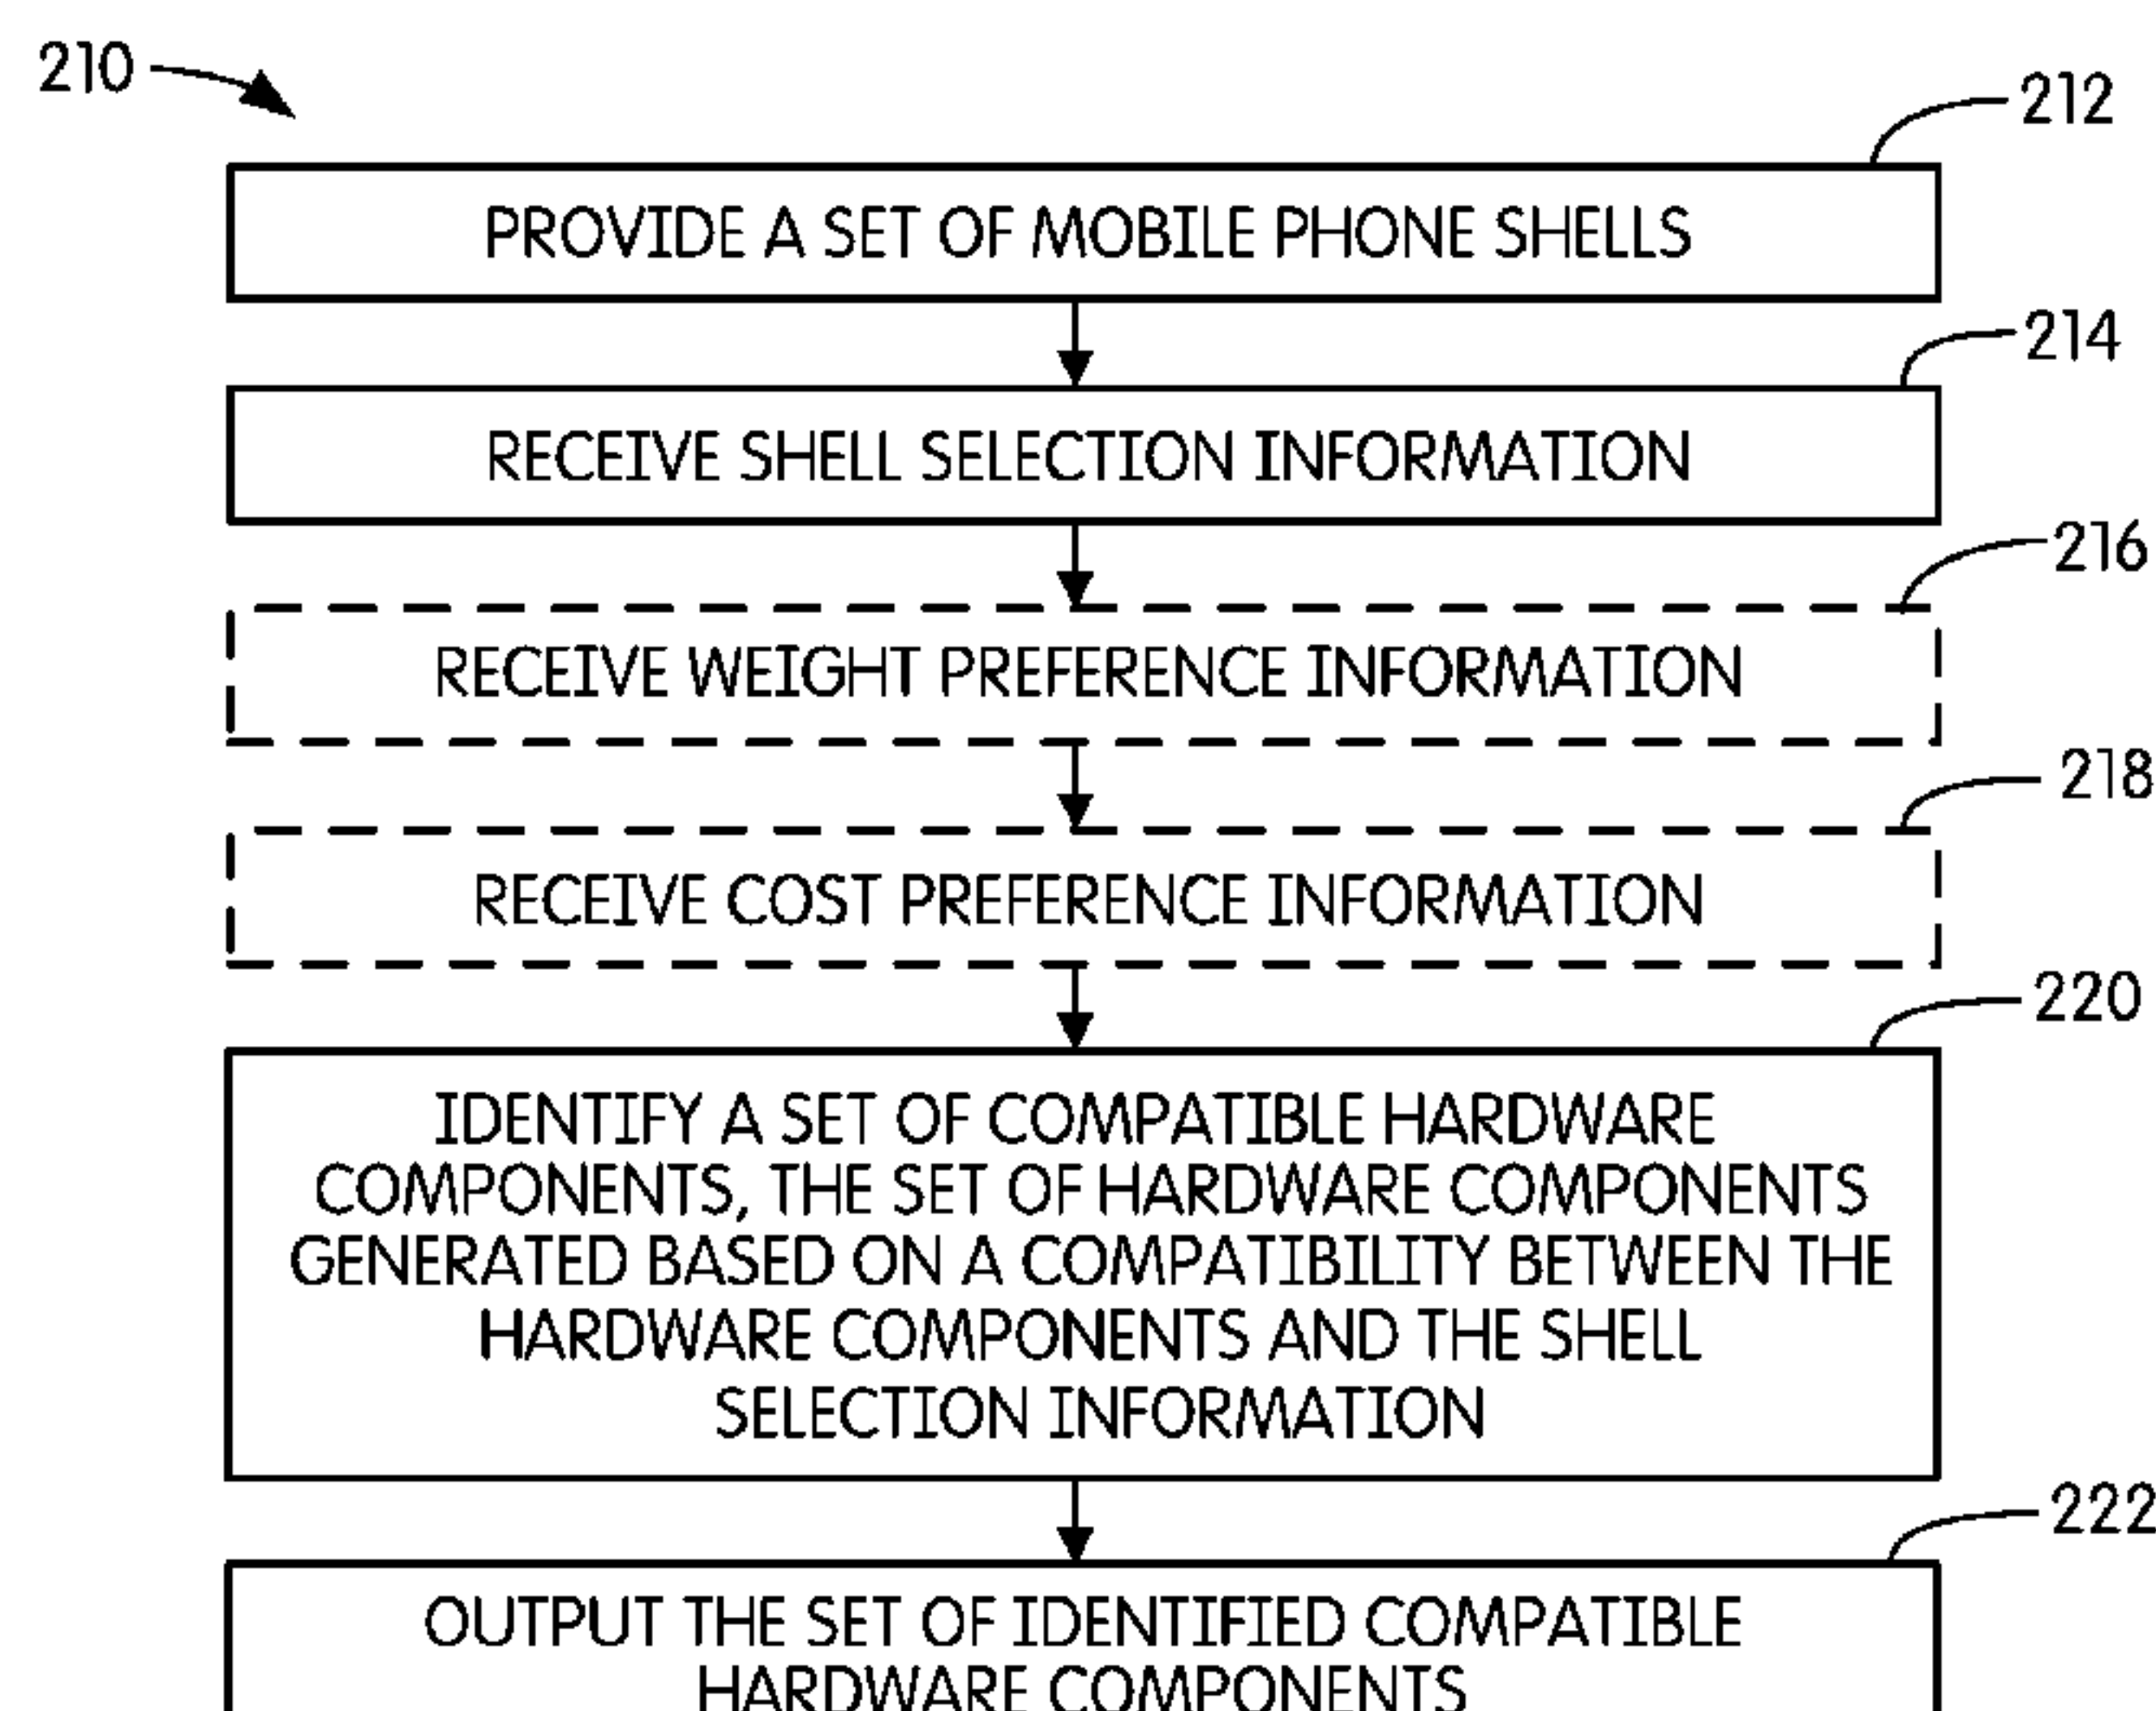 210
212
PROVIDE A SET OF MOBILE PHONE SHELLS
214
RECEIVE SHELL SELECTION INFORMATION
216
RECEIVE WEIGHT PREFERENCE INFORMATION
218
RECEIVE COST PREFERENCE INFORMATION
220
IDENTIFY A SET OF COMPATIBLE HARDWARE
COMPONENTS, THE SET OF HARDWARE COMPONENTS
GENERATED BASED ON A COMPATIBILITY BETWEEN THE
HARDWARE COMPONENTS AND THE SHELL
SELECTION INFORMATION
222
OUTPUT THE SET OF IDENTIFIED COMPATIBLE
HARDWARE COMPONENTS